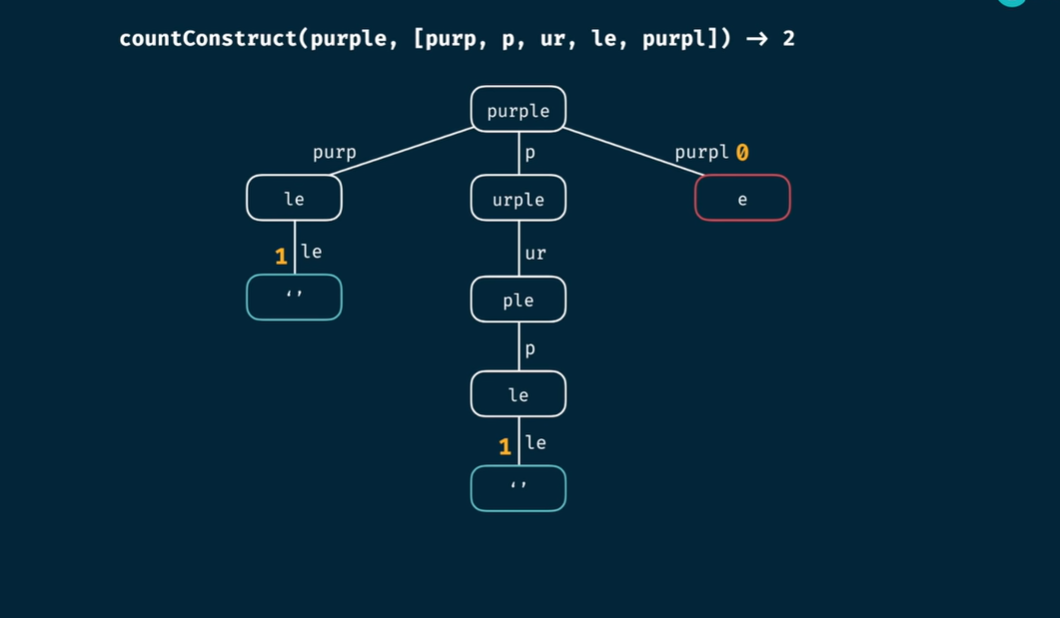 countConstruct(purple, [purp, p, ur, le, purpl]) → 2
purple
purp
p
purpl 0
le
urple
e
1 le
ur
‘’
ple
p
le
1 le
‘’